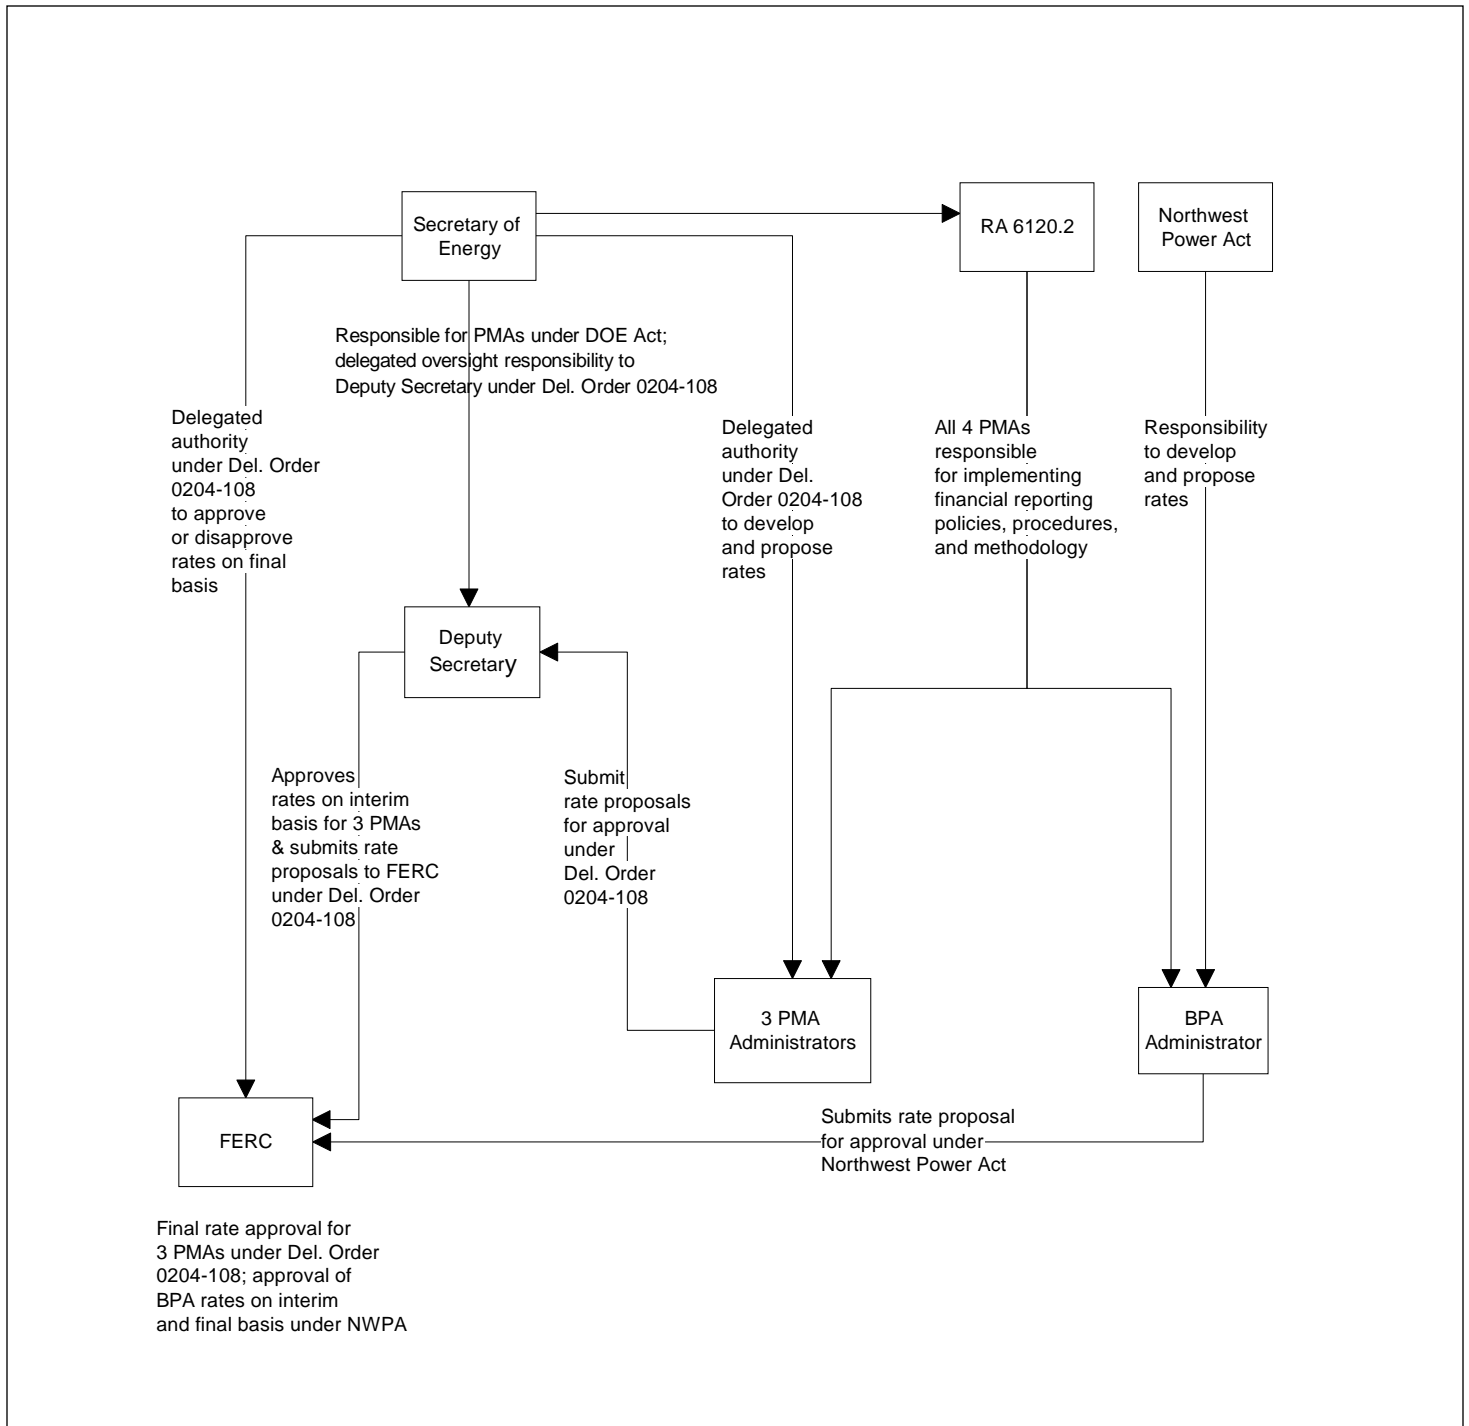 Secretary of
Energy
RA 6120.2
Northwest
Power Act
Responsible for PMAs under DOE Act;
delegated oversight responsibility to
Deputy Secretary under Del. Order 0204-108
Delegated
authority
under Del. Order
0204-108
to approve
or disapprove
rates on final
basis
Delegated
authority
under Del.
Order 0204-108
to develop
and propose
rates
All 4 PMAs
responsible
for implementing
financial reporting
policies, procedures,
and methodology
Responsibility
to develop
and propose
rates
Deputy
Secretary
Approves
rates on interim
basis for 3 PMAs
& submits rate
proposals to FERC
under Del. Order
0204-108
Submit
rate proposals
for approval
under
Del. Order
0204-108
3 PMA
Administrators
BPA
Administrator
FERC
Submits rate proposal
for approval under
Northwest Power Act
Final rate approval for
3 PMAs under Del. Order
0204-108; approval of
BPA rates on interim
and final basis under NWPA